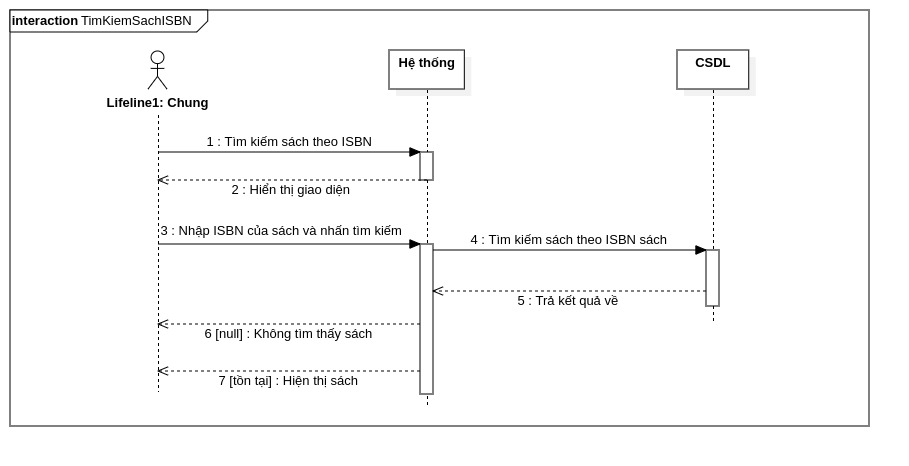 interaction TimKiemSachISBN
Hệ thống
CSDL
Lifeline1: Chung
1 : Tìm kiếm sách theo ISBN
2 : Hiển thị giao diện
3 : Nhập ISBN của sách và nhấn tìm kiếm
4 : Tìm kiếm sách theo ISBN sách
5 : Trả kết quả về
6 [null] : Không tìm thấy sách
7 [tồn tại] : Hiện thị sách